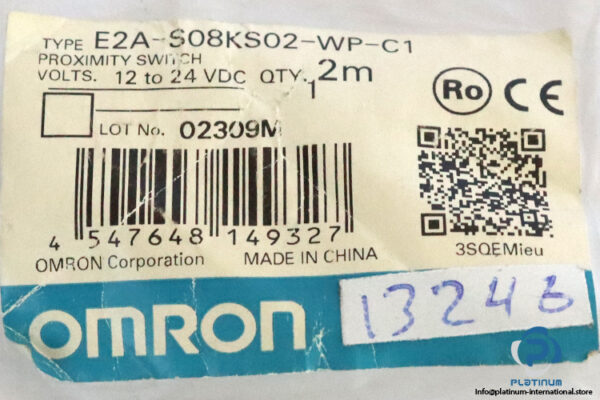 TYPE E2A-S08KS02-WP-C1
PROXIMITY SWITCH
VOLTS. 12 to 24 VDC QTY. 1 2m
Ro CE
LOT No. 02309M
4 547648 149327
3SQEMieu
OMRON Corporation MADE IN CHINA
OMRON
13246
PLATINUM
Info@platinum-international.store